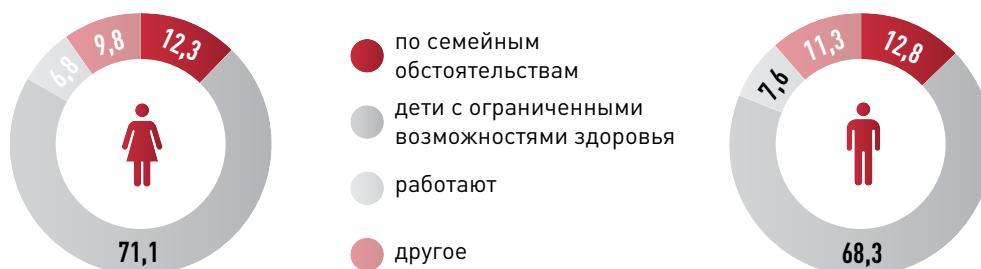 12,3
9,8
6,8
71,1
по семейным
обстоятельствам
дети с ограниченными
возможностями здоровья
работают
другое
12,8
11,3
7,6
68,3